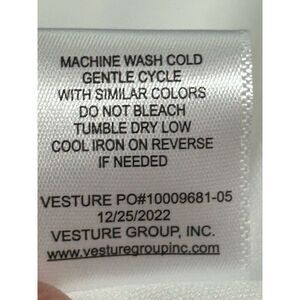 MACHINE WASH COLD
GENTLE CYCLE
WITH SIMILAR COLORS
DO NOT BLEACH
TUMBLE DRY LOW
COOL IRON ON REVERSE
IF NEEDED
VESTURE PO#10009681-05
12/25/2022
VESTURE GROUP, INC.
www.vesturegroupinc.com